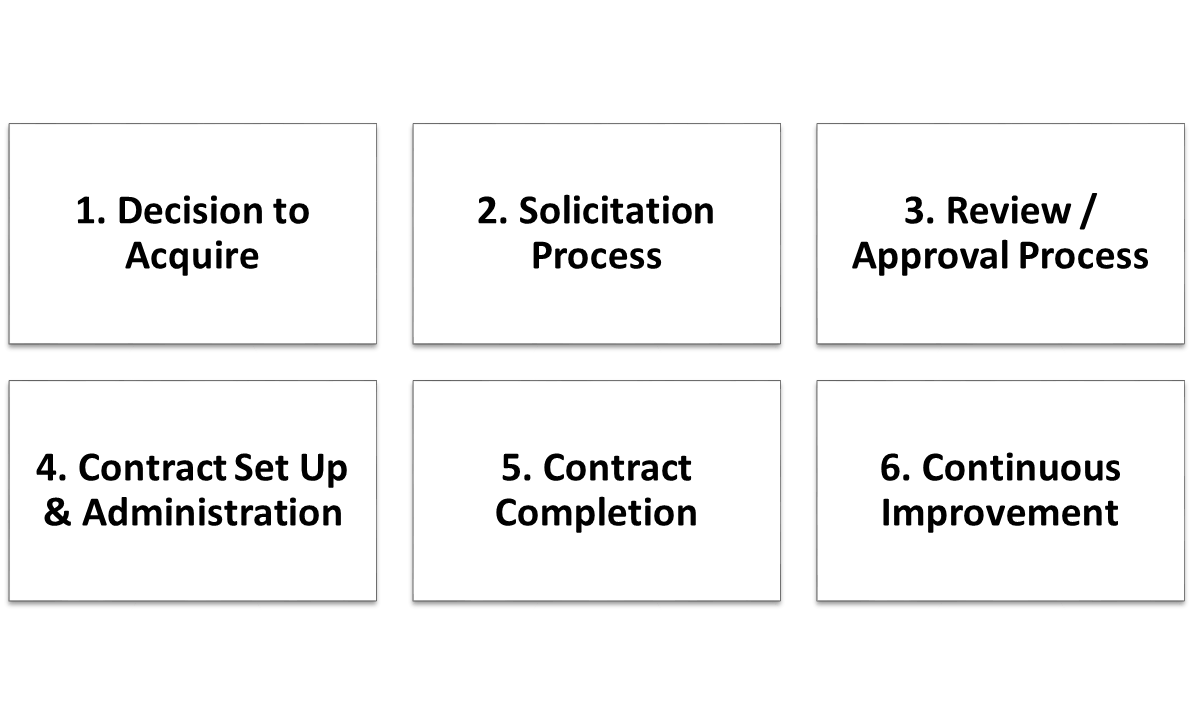 1. Decision to
Acquire
2. Solicitation
Process
3. Review /
Approval Process
4. Contract Set Up
& Administration
5. Contract
Completion
6. Continuous
Improvement